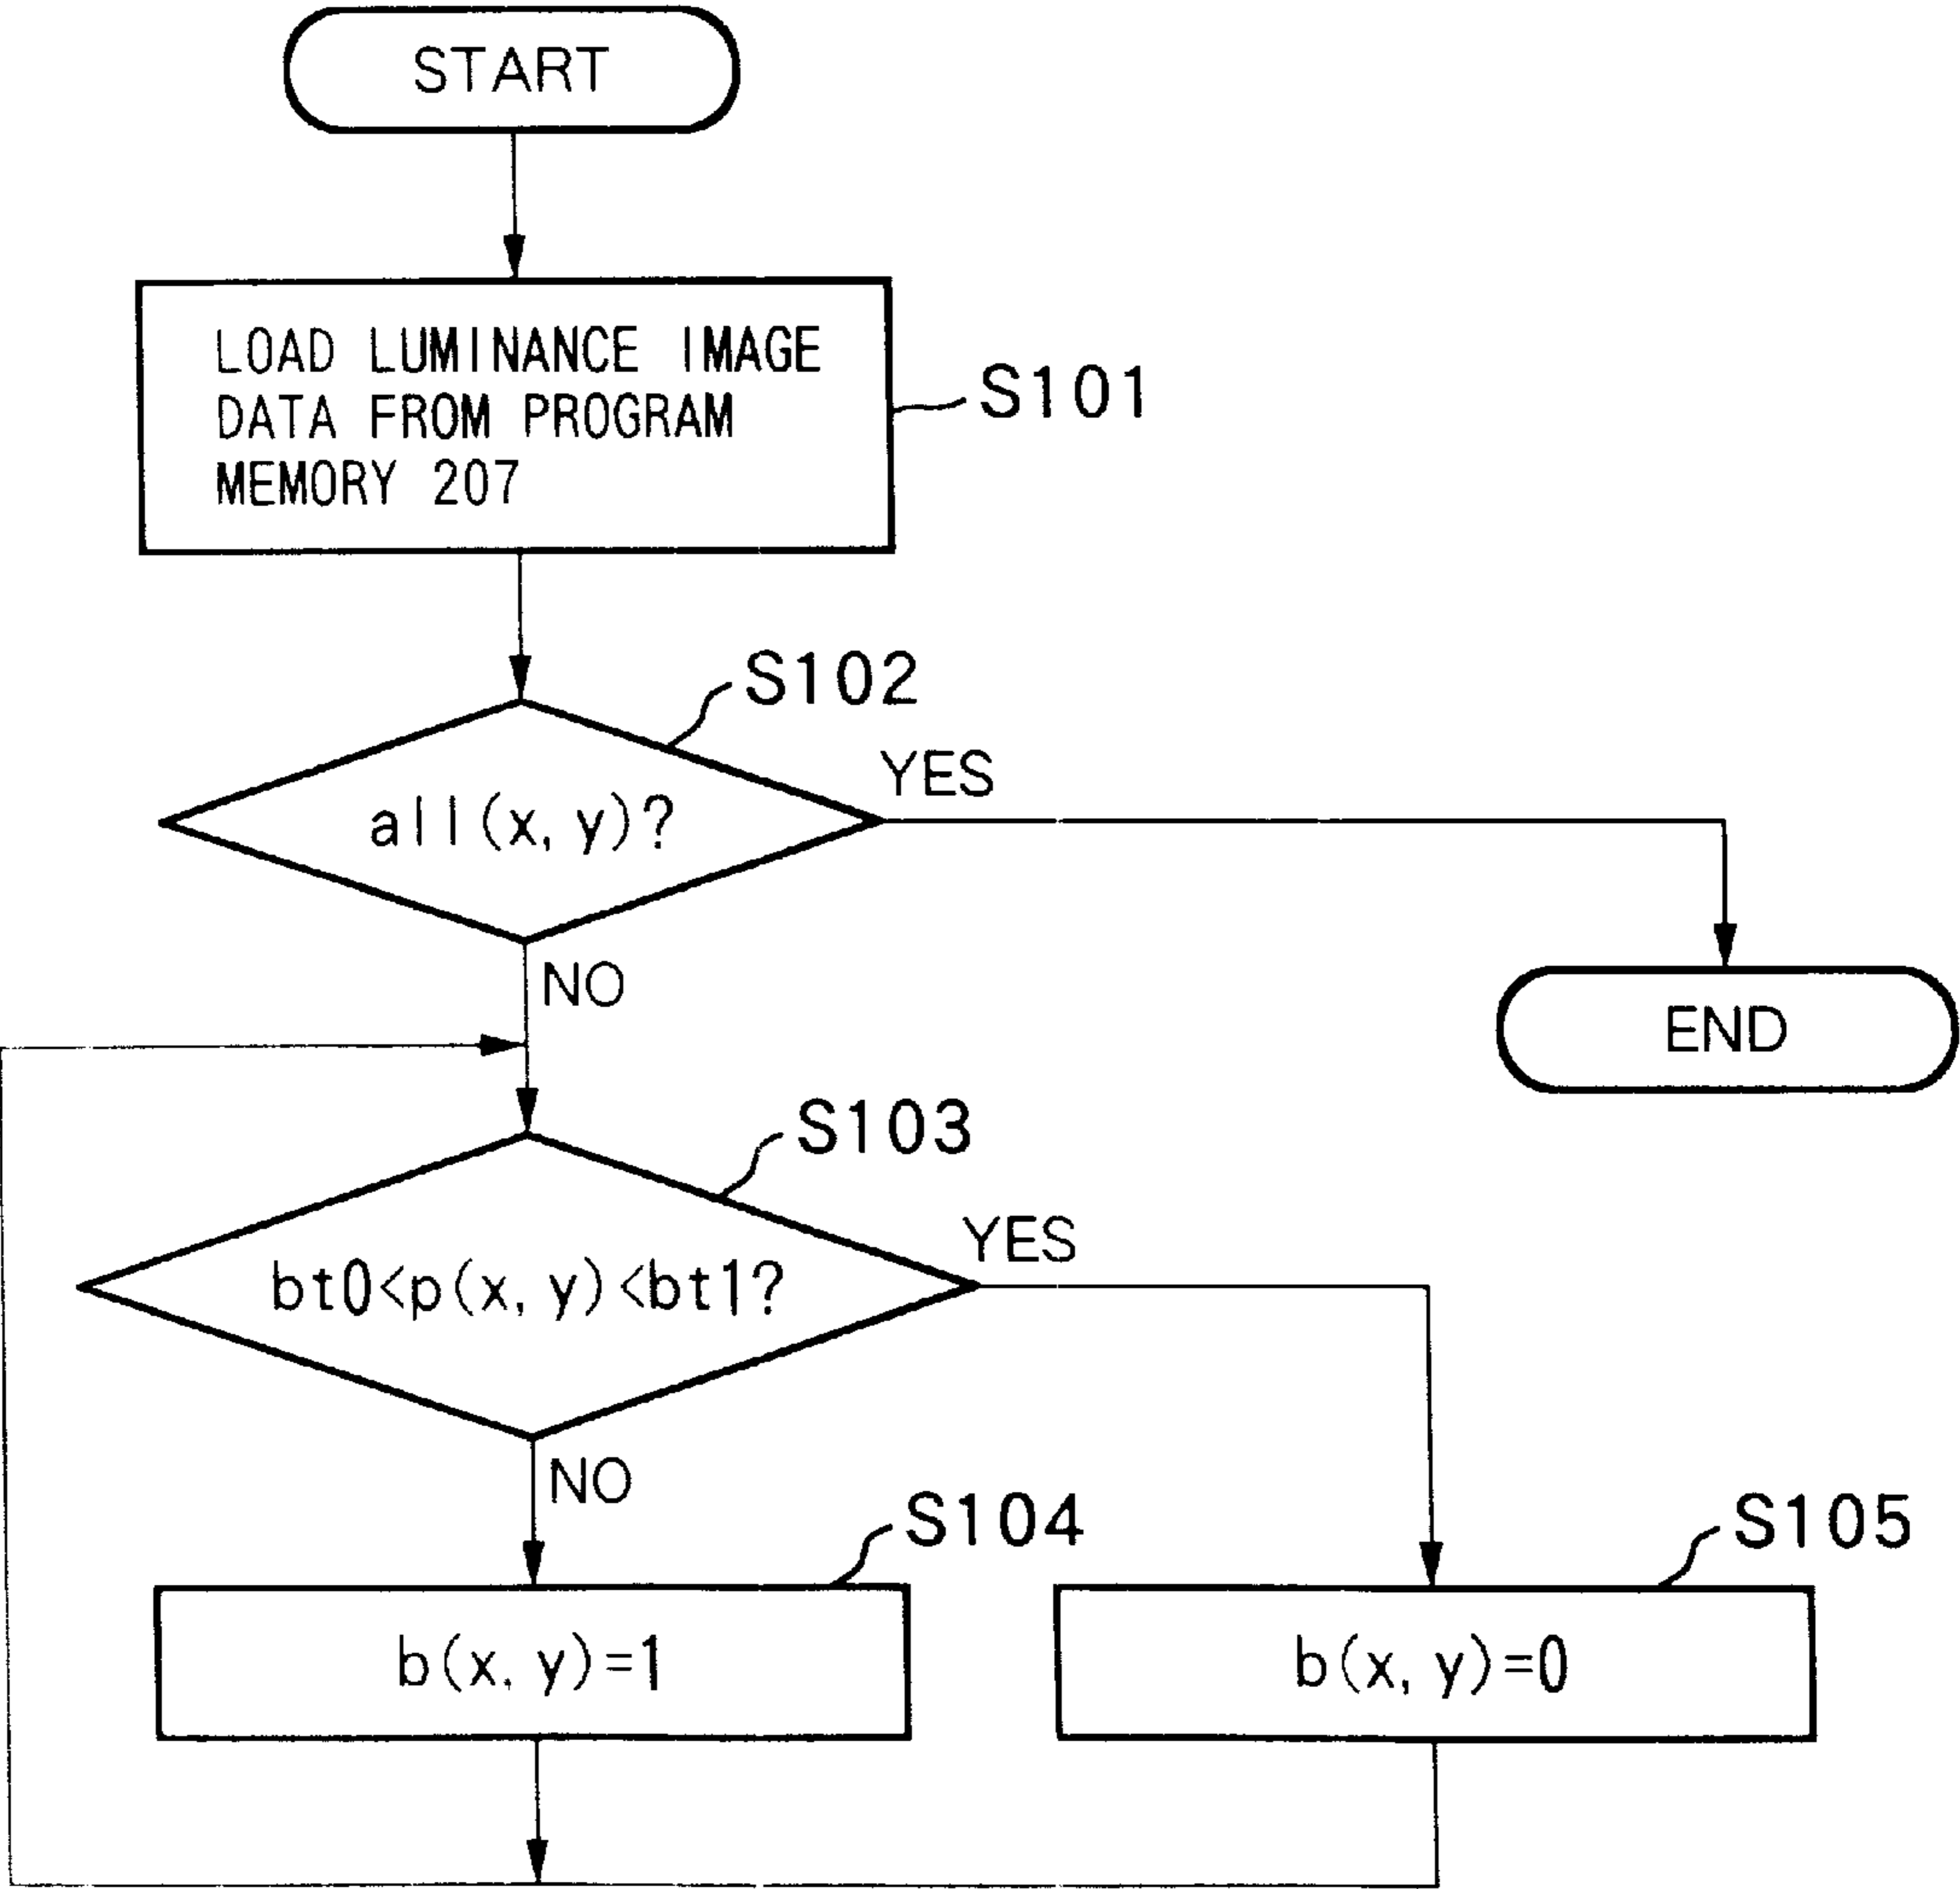 START
LOAD LUMINANCE IMAGE
DATA FROM PROGRAM
MEMORY 207
S101
S102
all(x, y)?
YES
NO
END
S103
bt0<p(x, y)<bt1?
YES
NO
S104
S105
b(x, y)=1
b(x, y)=0